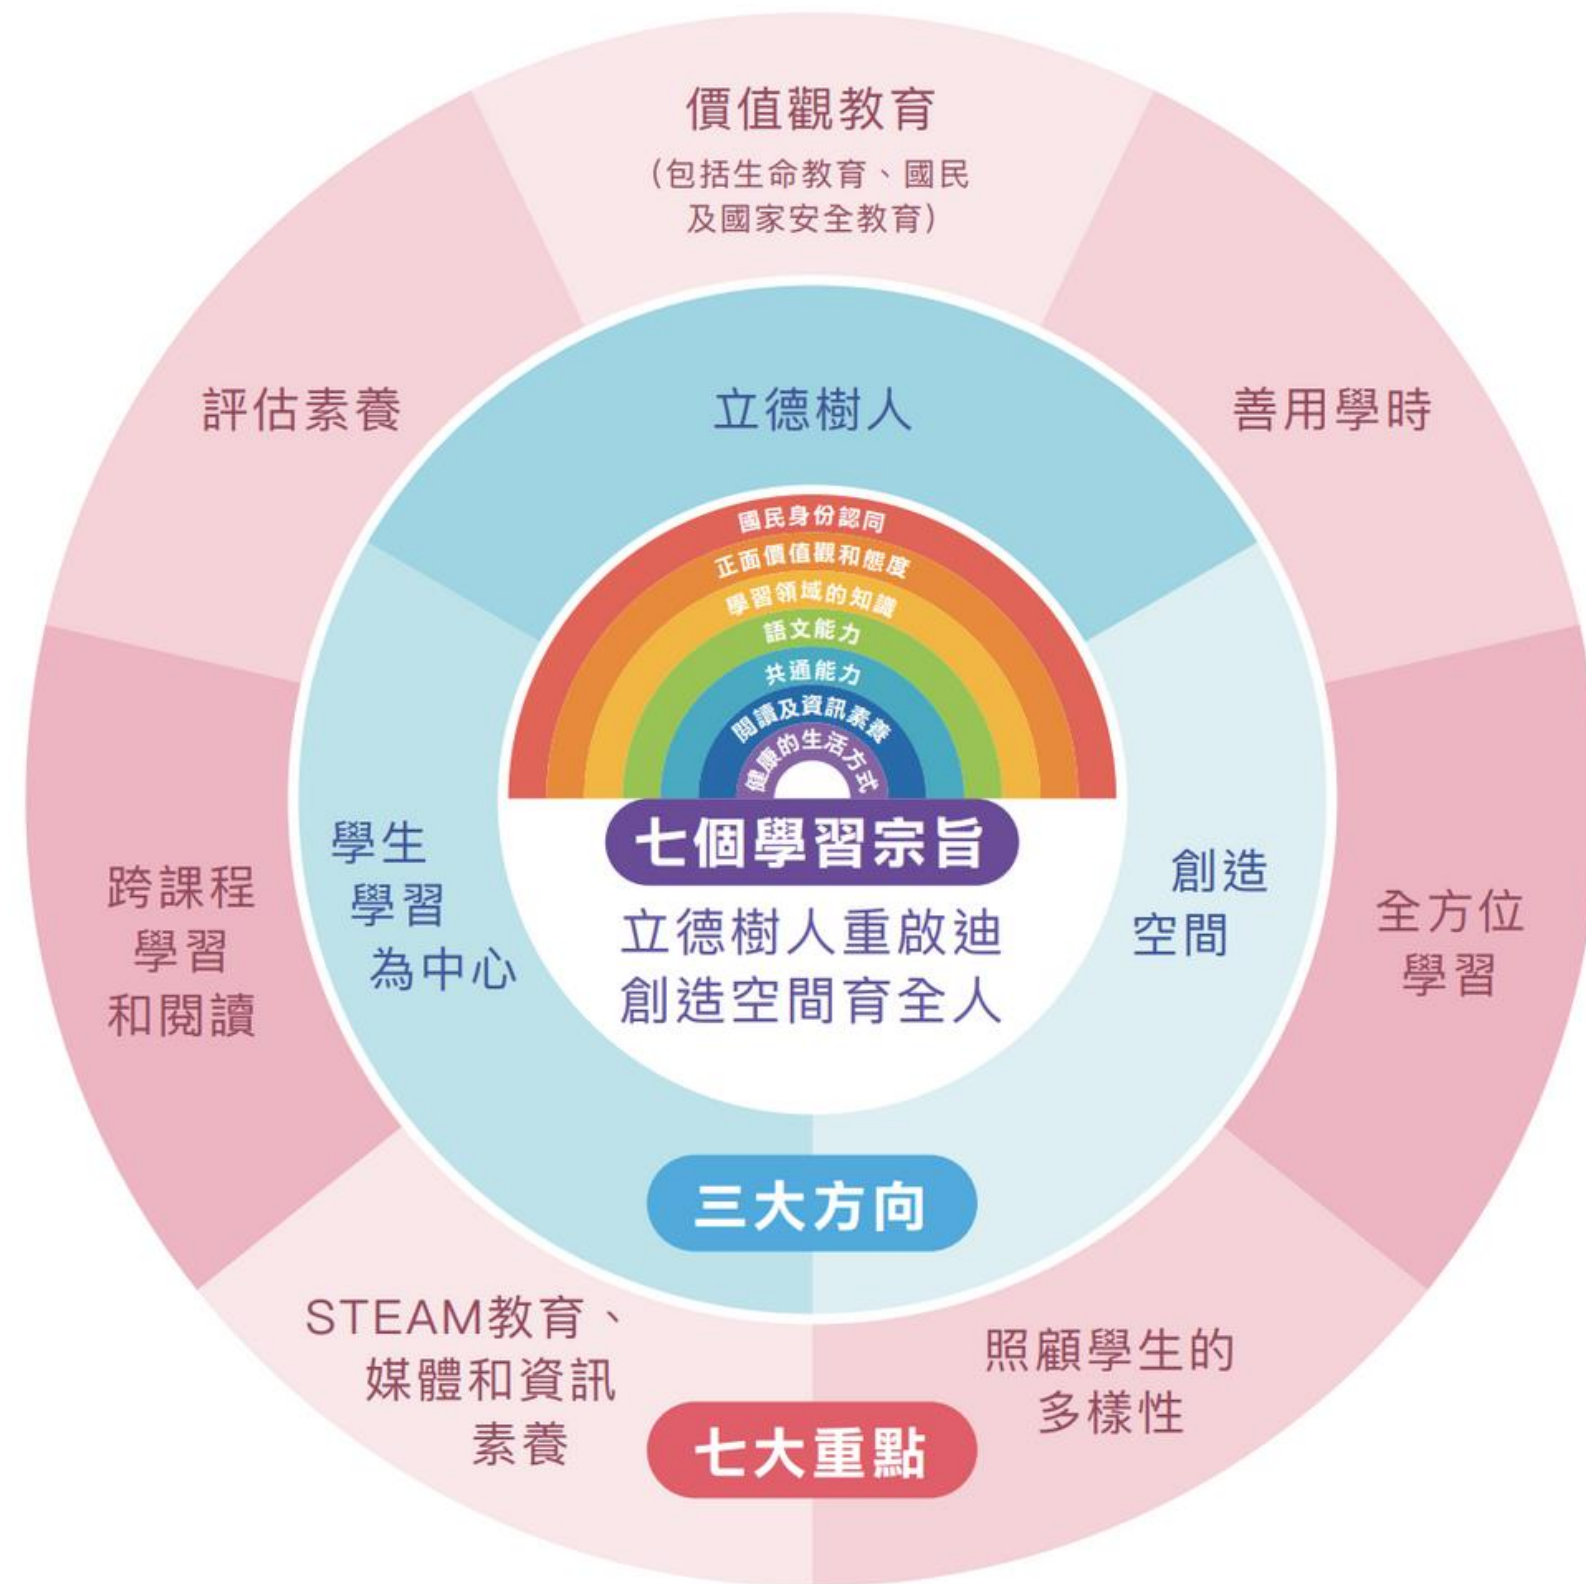 價值觀教育
(包括生命教育、國民
及國家安全教育)
評估素養
立德樹人
善用學時
國民身份認同
正面價值觀和態度
學習領域的知識
語文能力
共通能力
閱讀及資訊素養
健康的生活方式
七個學習宗旨
立德樹人重啟迪
創造空間育全人
學生
學習
為中心
創造
空間
跨課程
學習
和閱讀
全方位
學習
三大方向
STEAM教育、
媒體和資訊
素養
照顧學生的
多樣性
七大重點